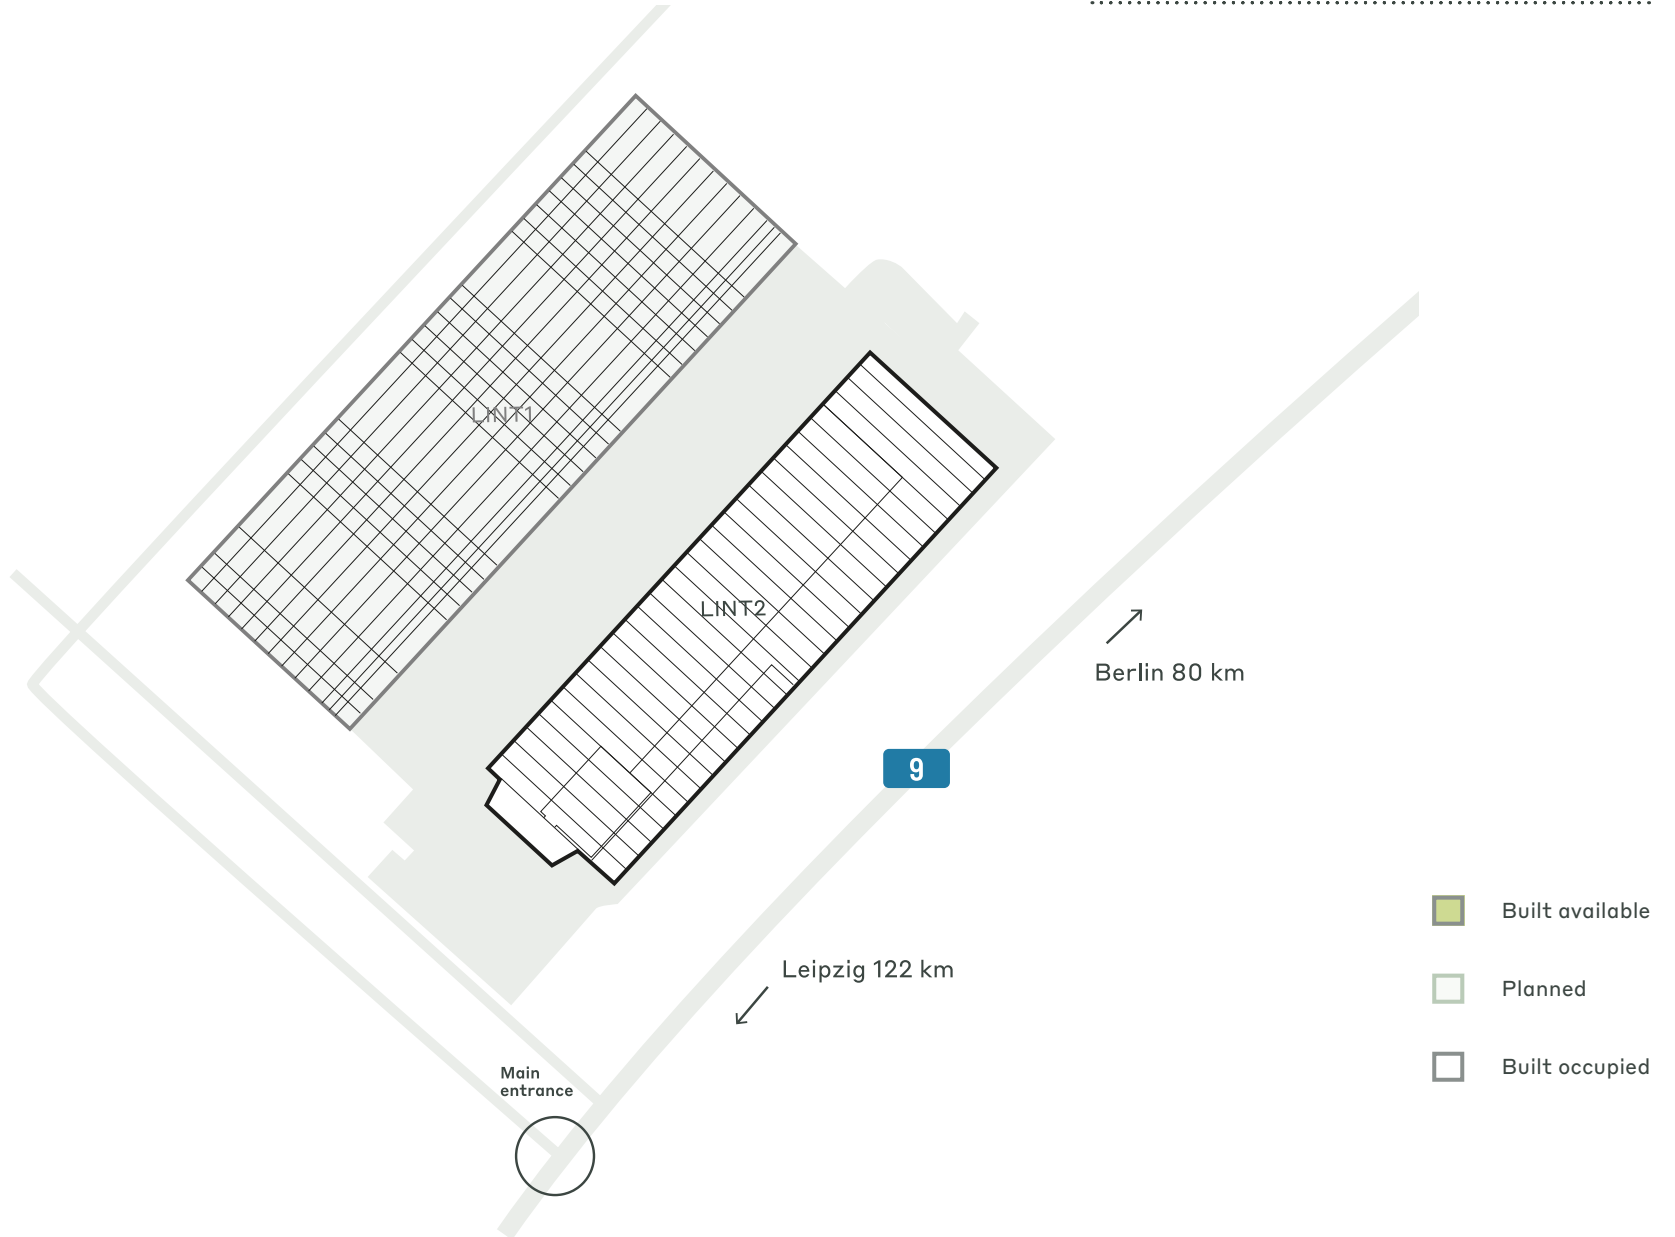 LINT1
LINT2
Berlin 80 km
9
Built available
Leipzig 122 km
Planned
Built occupied
Main
entrance